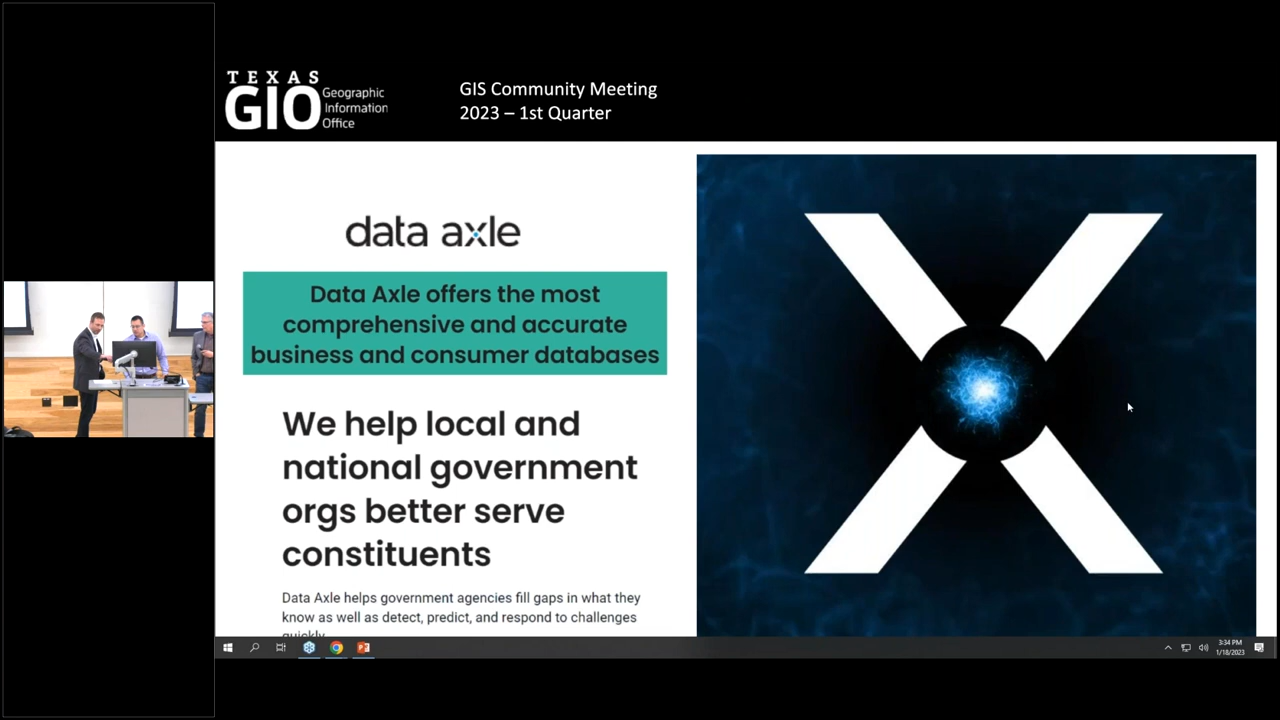 TEXAS
GIO
Geographic
Information
Office
GIS Community Meeting
2023 – 1st Quarter
data axle
Data Axle offers the most
comprehensive and accurate
business and consumer databases
We help local and
national government
orgs better serve
constituents
Data Axle helps government agencies fill gaps in what they
know as well as detect, predict, and respond to challenges
quickly.
3:34 PM
1/18/2023